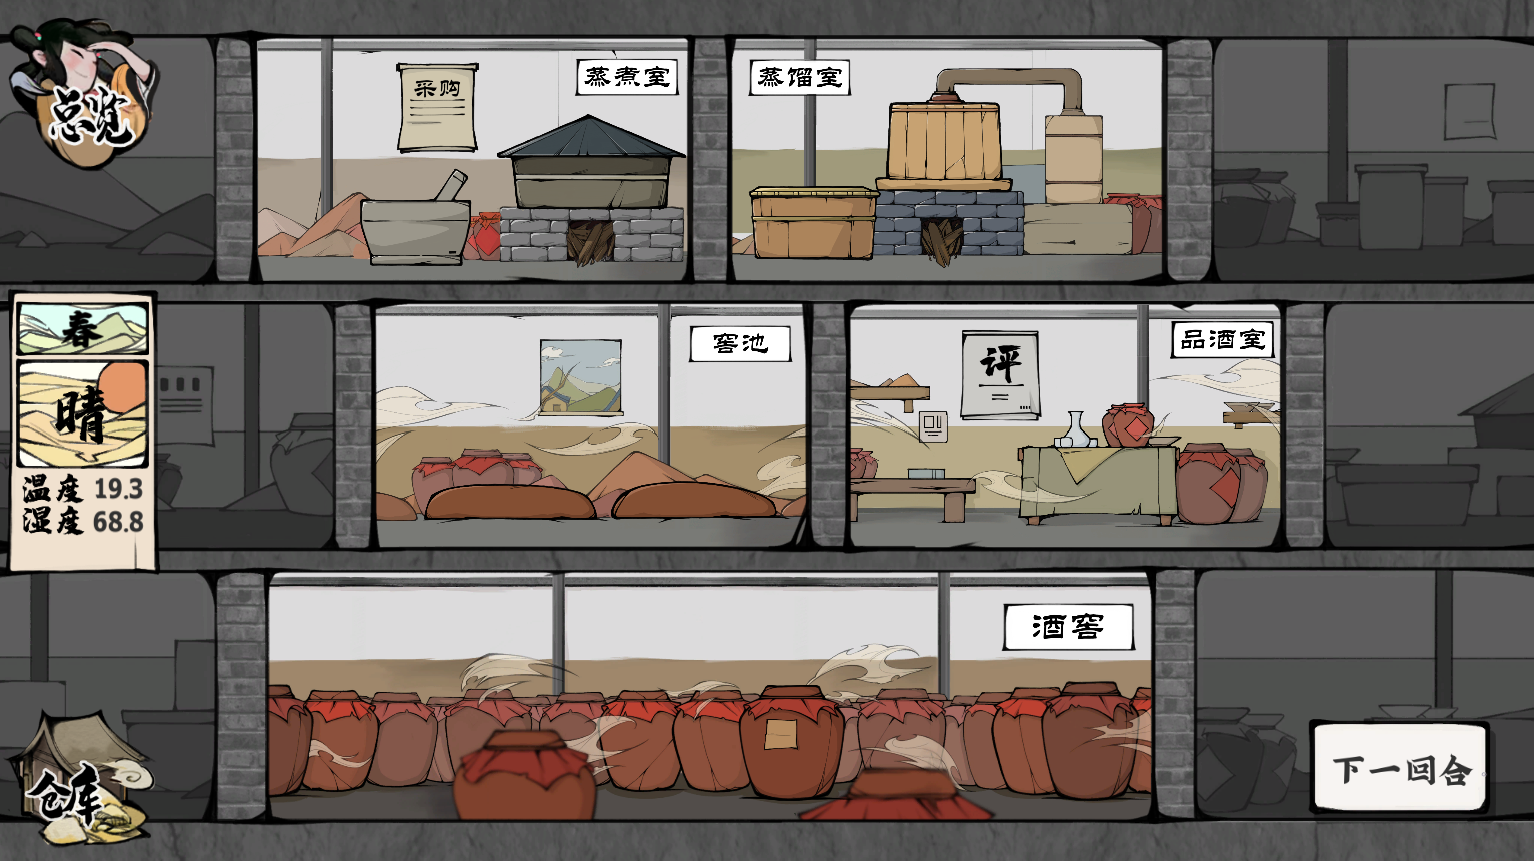 总览
采购
蒸煮室
蒸馏室
春
晴
温度 19.3
湿度 68.8
窖池
评
品酒室
酒窖
仓库
下一回合